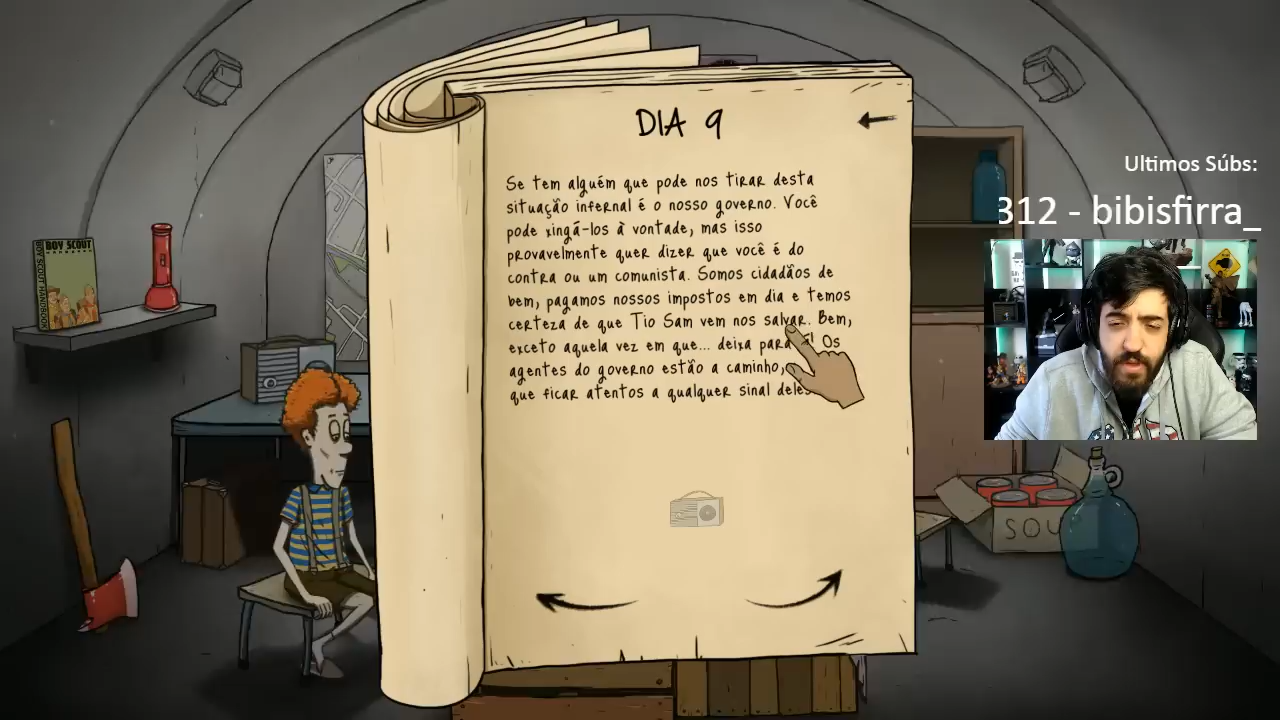 DIA 9
Se tem alguém que pode nos tirar desta
situação infernal é o nosso governo. Você
pode xingá-los à vontade, mas isso
provavelmente quer dizer que você é do
contra ou um comunista. Somos cidadãos de
bem, pagamos nossos impostos em dia e temos
certeza de que Tio Sam vem nos salvar. Bem,
exceto aquela vez em que... deixa para Os
agentes do governo estão a caminho,
que ficar atentos a qualquer sinal deles
Ultimos Súbs:
312 - bibisfirra_
BOY SCOUT
SOU